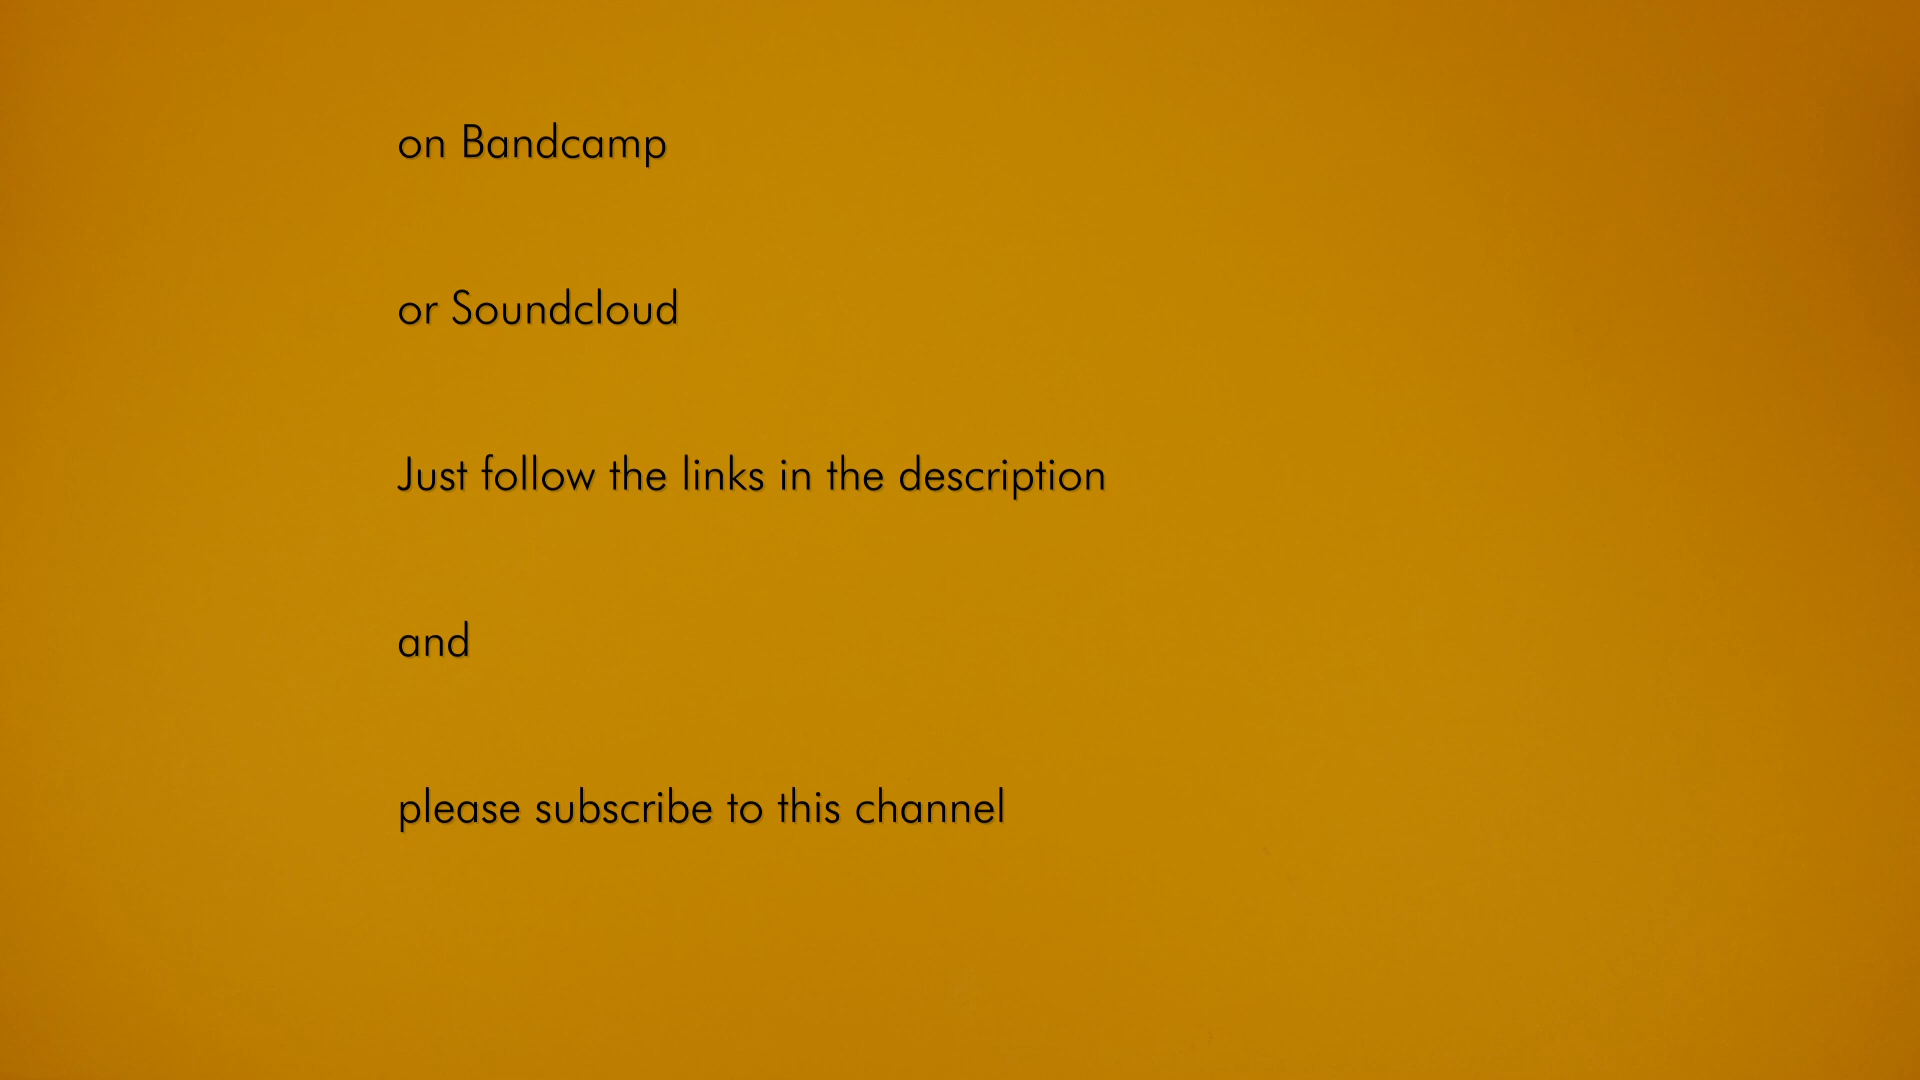 on Bandcamp
or Soundcloud
Just follow the links in the description
and
please subscribe to this channel